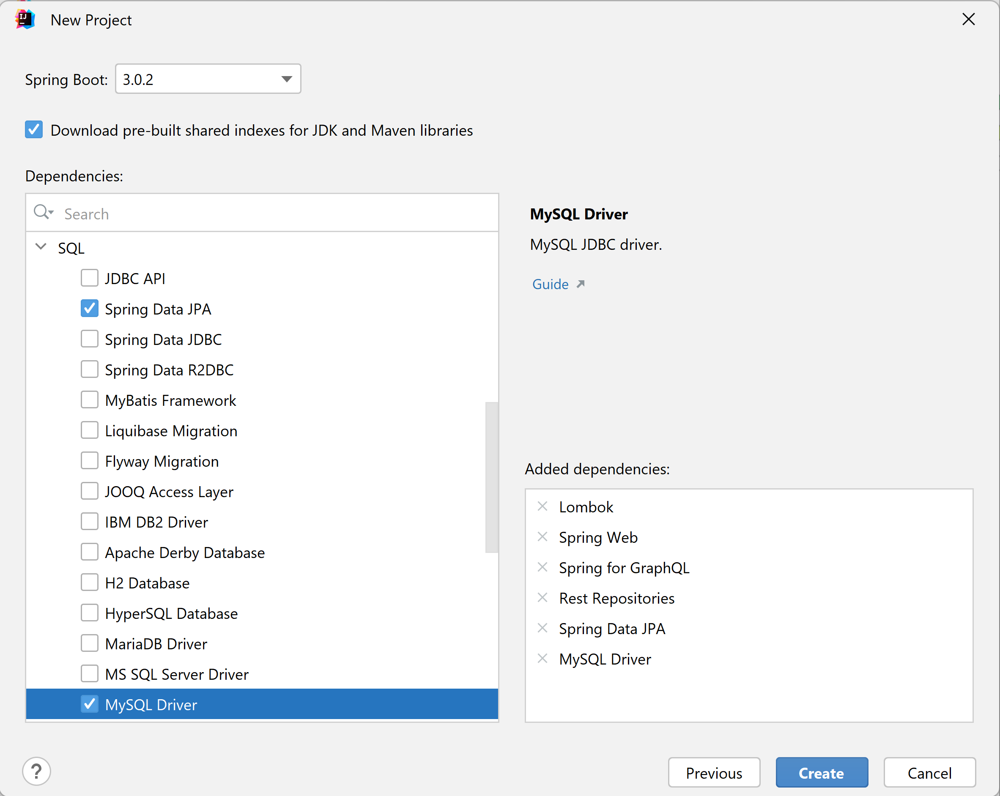 IJ
New Project
Spring Boot: 3.0.2
Download pre-built shared indexes for JDK and Maven libraries
Dependencies:
Search
SQL
JDBC API
Spring Data JPA
Spring Data JDBC
Spring Data R2DBC
MyBatis Framework
Liquibase Migration
Flyway Migration
JOOQ Access Layer
IBM DB2 Driver
Apache Derby Database
H2 Database
HyperSQL Database
MariaDB Driver
MS SQL Server Driver
MySQL Driver
MySQL Driver
MySQL JDBC driver.
Guide
Added dependencies:
Lombok
Spring Web
Spring for GraphQL
Rest Repositories
Spring Data JPA
MySQL Driver
?
Previous
Create
Cancel